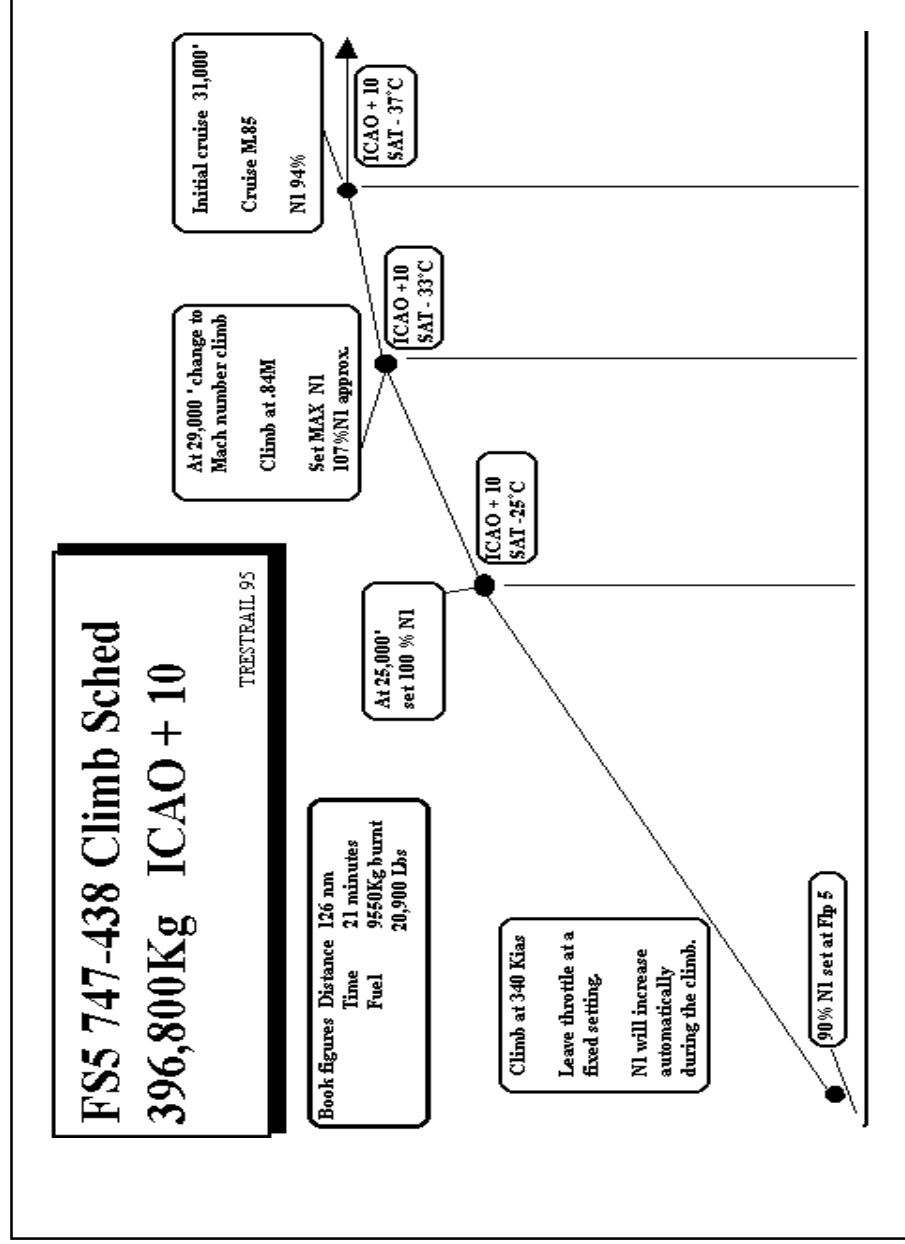 FS5 747-438 Climb Sched
396,800Kg ICAO + 10
TRESTRAIL 95
Book figures Distance 126 nm
Time 21 minutes
Fuel 9550Kg burnt
20,900 Lbs
Climb at 340 Kias
Leave throttle at a
fixed setting.
N1 will increase
automatically
during the climb.
90% N1 set at Flp 5
At 25,000'
set 100 % N1
ICAO + 10
SAT -25°C
At 29,000 ' change to
Mach number climb
Climb at .84M
Set MAX N1
107%N1 approx.
ICAO +10
SAT - 33°C
Initial cruise 31,000'
Cruise M.85
N1 94%
ICAO + 10
SAT - 37°C